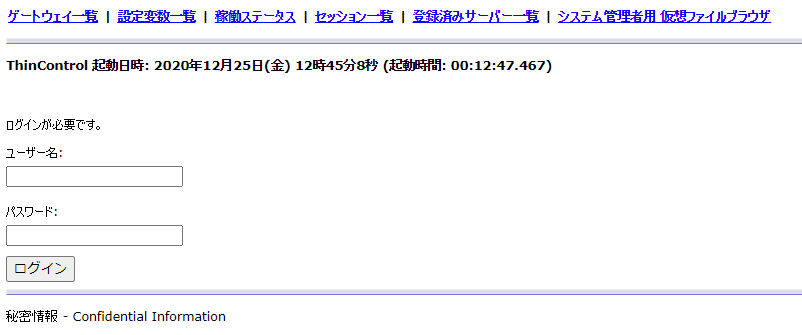 ゲートウェイ一覧 | 設定変数一覧 | 稼働ステータス | セッション一覧 | 登録済みサーバー一覧 | システム管理者用 仮想ファイルブラウザ
ThinControl 起動日時: 2020年12月25日(金) 12時45分8秒 (起動時間: 00:12:47.467)
ログインが必要です。
ユーザー名:
パスワード:
ログイン
秘密情報 - Confidential Information